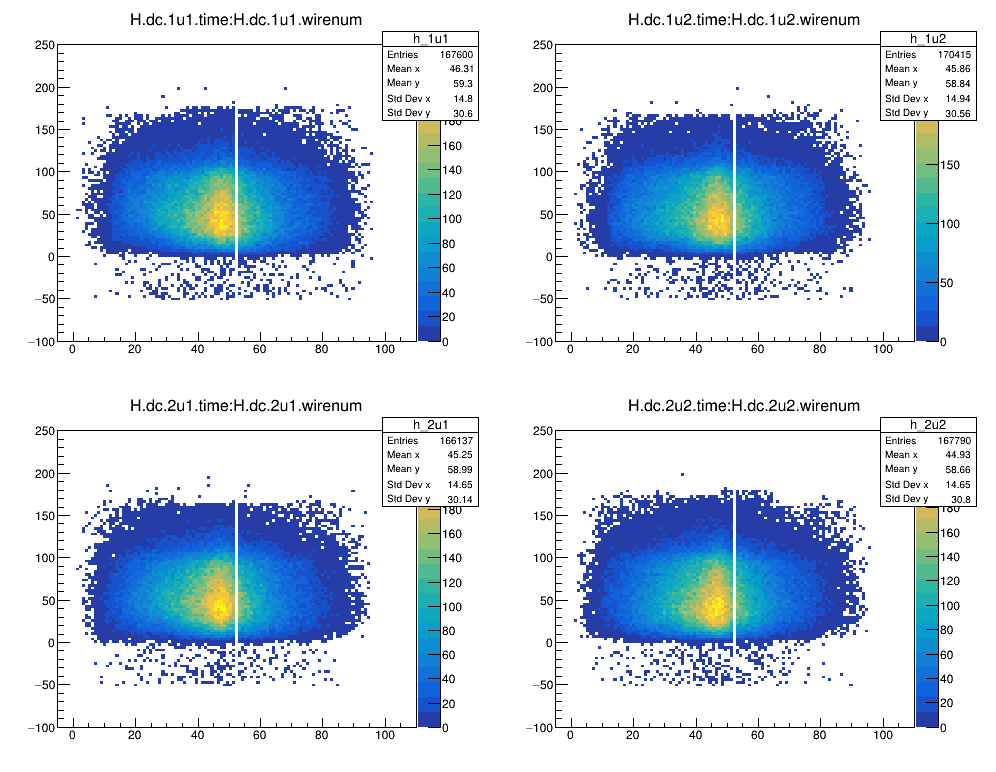 H.dc.1u1.time:H.dc.1u1.wirenum
h_1u1
Entries 167600
Mean x 46.31
Mean y 59.3
Std Dev x 14.8
Std Dev y 30.6
250
200
150
100
50
0
−50
−100
0 20 40 60 80 100
180
160
140
120
100
80
60
40
20
0
H.dc.1u2.time:H.dc.1u2.wirenum
h_1u2
Entries 170415
Mean x 45.86
Mean y 58.84
Std Dev x 14.94
Std Dev y 30.56
250
200
150
100
50
0
−50
−100
0 20 40 60 80 100
150
100
50
0
H.dc.2u1.time:H.dc.2u1.wirenum
h_2u1
Entries 166137
Mean x 45.25
Mean y 58.99
Std Dev x 14.65
Std Dev y 30.14
250
200
150
100
50
0
−50
−100
0 20 40 60 80 100
180
160
140
120
100
80
60
40
20
0
H.dc.2u2.time:H.dc.2u2.wirenum
h_2u2
Entries 167790
Mean x 44.93
Mean y 58.66
Std Dev x 14.65
Std Dev y 30.8
250
200
150
100
50
0
−50
−100
0 20 40 60 80 100
180
160
140
120
100
80
60
40
20
0